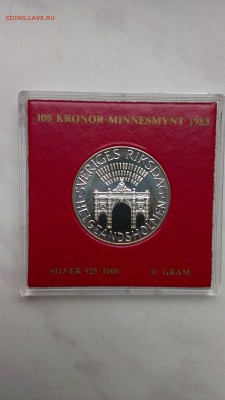 COINS.LAVE.RU
100 KRONOR MINNESMYNT 1983
SVERIGES RIKSDAG
HELGEANDSHOLMEN
SILVER 925/1000 16 GRAM